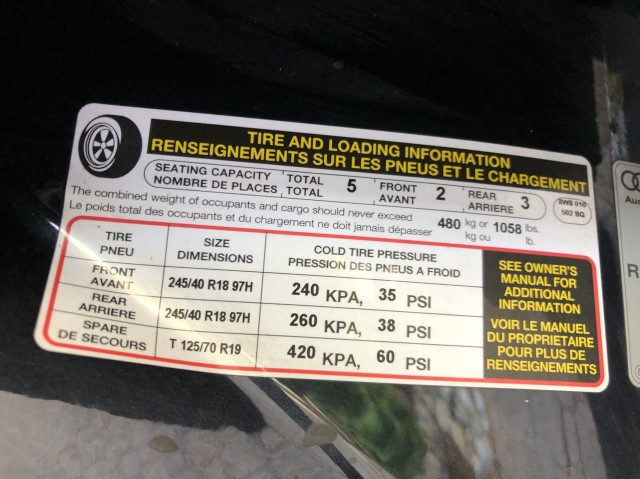 TIRE AND LOADING INFORMATION
RENSEIGNEMENTS SUR LES PNEUS ET LE CHARGEMENT
SEATING CAPACITY TOTAL 5 FRONT 2 REAR 3
NOMBRE DE PLACES TOTAL AVANT ARRIERE
8W8 010
502 BQ
The combined weight of occupants and cargo should never exceed 480 kg or 1058 lbs.
Le poids total des occupants et du chargement ne doit jamais dépasser kg ou lb.
TIRE SIZE COLD TIRE PRESSURE
PNEU DIMENSIONS PRESSION DES PNEUS A FROID
FRONT
AVANT 245/40 R18 97H 240 KPA, 35 PSI
REAR
ARRIERE 245/40 R18 97H 260 KPA, 38 PSI
SPARE
DE SECOURS T 125/70 R19 420 KPA, 60 PSI
SEE OWNER'S
MANUAL FOR
ADDITIONAL
INFORMATION
VOIR LE MANUEL
DU PROPRIETAIRE
POUR PLUS DE
RENSEIGNEMENTS
R